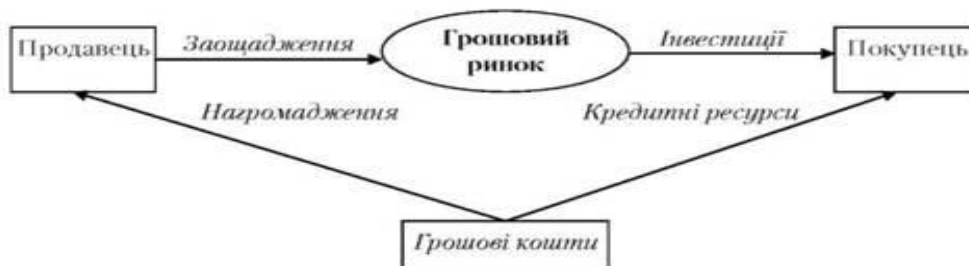 Продавець
Заощадження
Грошовий
ринок
Інвестиції
Покупець
Нагромадження
Кредитні ресурси
Грошові кошти